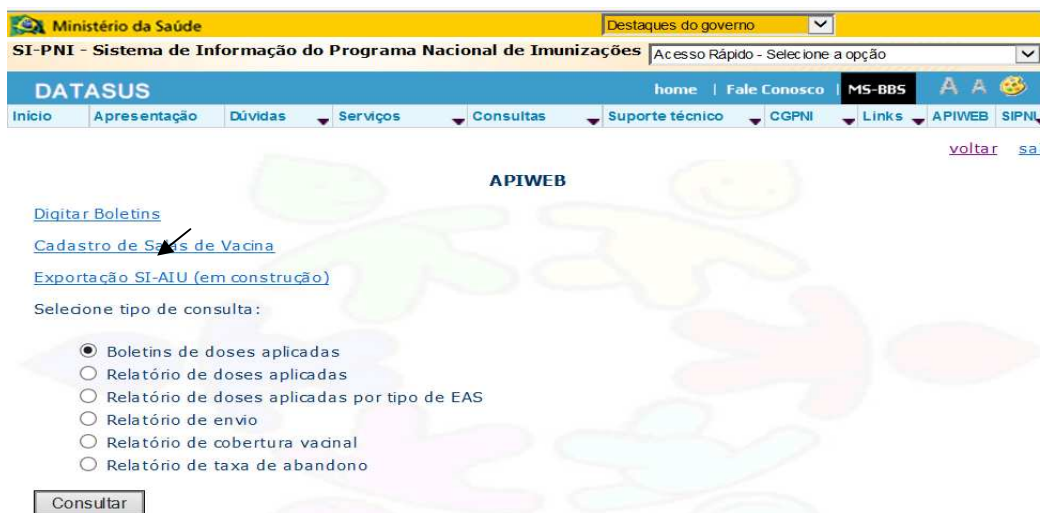 Ministério da Saúde Destaques do governo
SI-PNI - Sistema de Informação do Programa Nacional de Imunizações Acesso Rápido - Selecione a opção
DATASUS home | Fale Conosco | MS-BBS A A
Início Apresentação Dúvidas Serviços Consultas Suporte técnico CGPNI Links APIWEB SIPNI
voltar sai
APIWEB
Digitar Boletins
Cadastro de Salas de Vacina
Exportação SI-AIU (em construção)
Selecione tipo de consulta:
Boletins de doses aplicadas
Relatório de doses aplicadas
Relatório de doses aplicadas por tipo de EAS
Relatório de envio
Relatório de cobertura vacinal
Relatório de taxa de abandono
Consultar